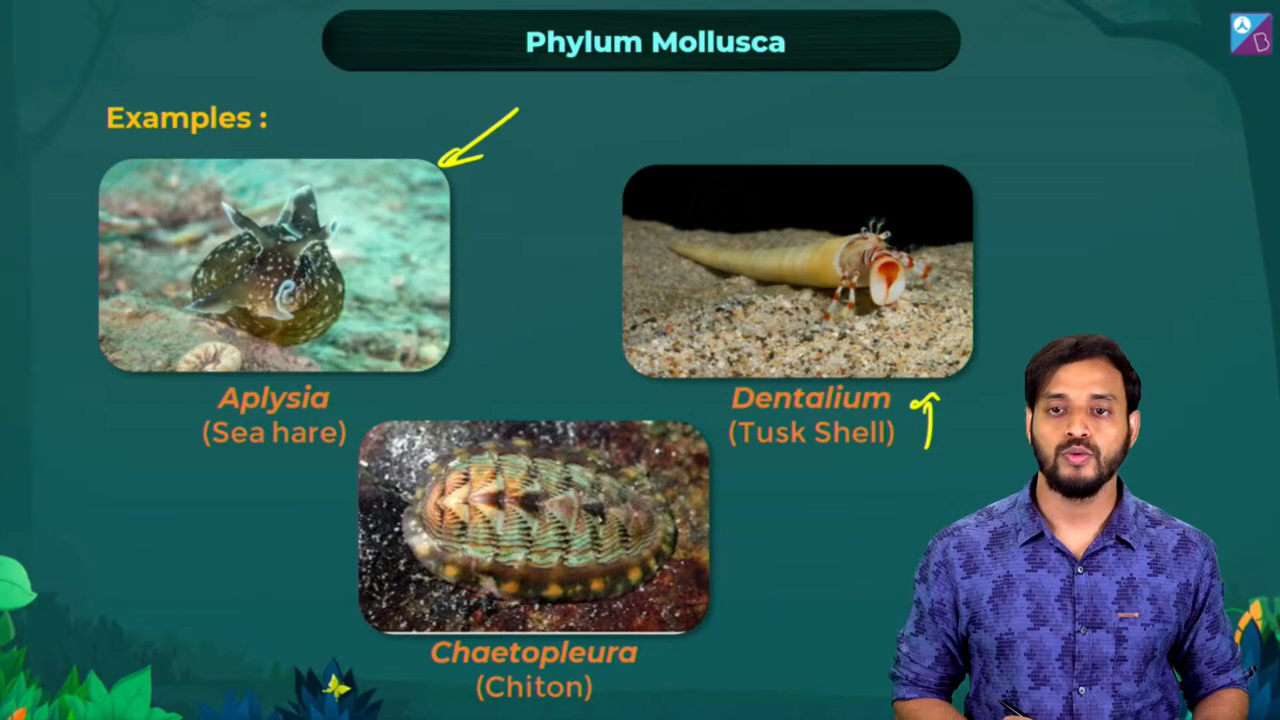 Phylum Mollusca
Examples :
Aplysia
(Sea hare)
Dentalium
(Tusk Shell)
Chaetopleura
(Chiton)
B